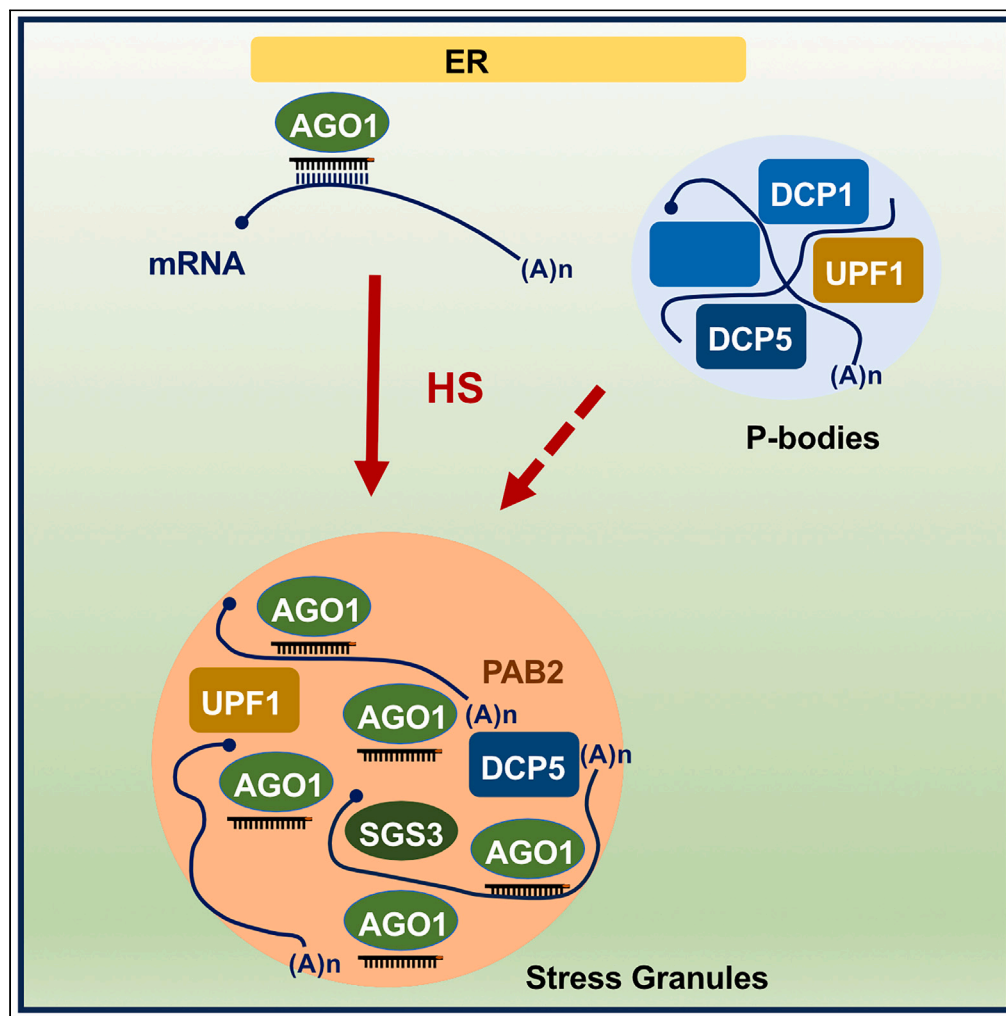 ER
AGO1
mRNA
(A)n
DCP1
UPF1
DCP5
(A)n
P-bodies
HS
AGO1
PAB2
UPF1
AGO1
(A)n
DCP5
(A)n
AGO1
SGS3
AGO1
AGO1
(A)n
Stress Granules